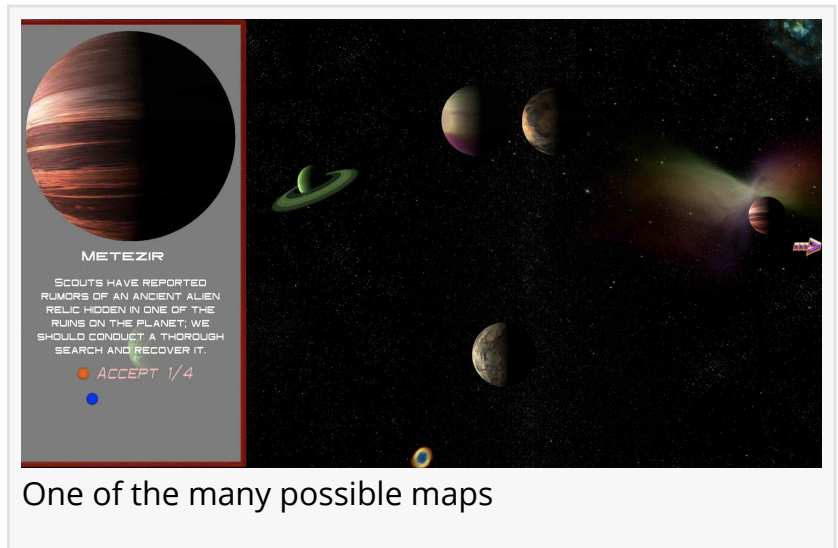 Metezir
Scouts have reported
rumors of an ancient alien
relic hidden in one of the
ruins on the planet; we
should conduct a thorough
search and recover it.
Accept 1/4
One of the many possible maps